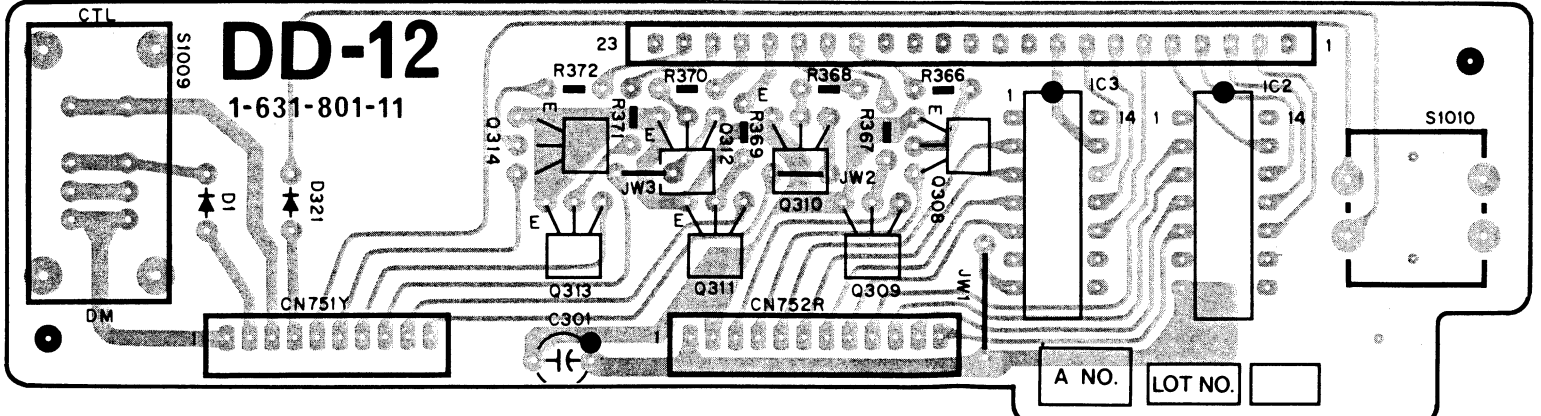 CTL
S1009
DD-12
1-631-801-11
23
1
R372
R370
R368
R366
IC3
IC2
E
R371
E
Q312
R369
E
R367
E
1
14
1
14
S1010
Q314
JW3
JW2
Q310
Q308
D1
D321
E
E
Q313
Q311
Q309
JW1
CN751Y
CN752R
DM
C301
1
1
A NO.
LOT NO.